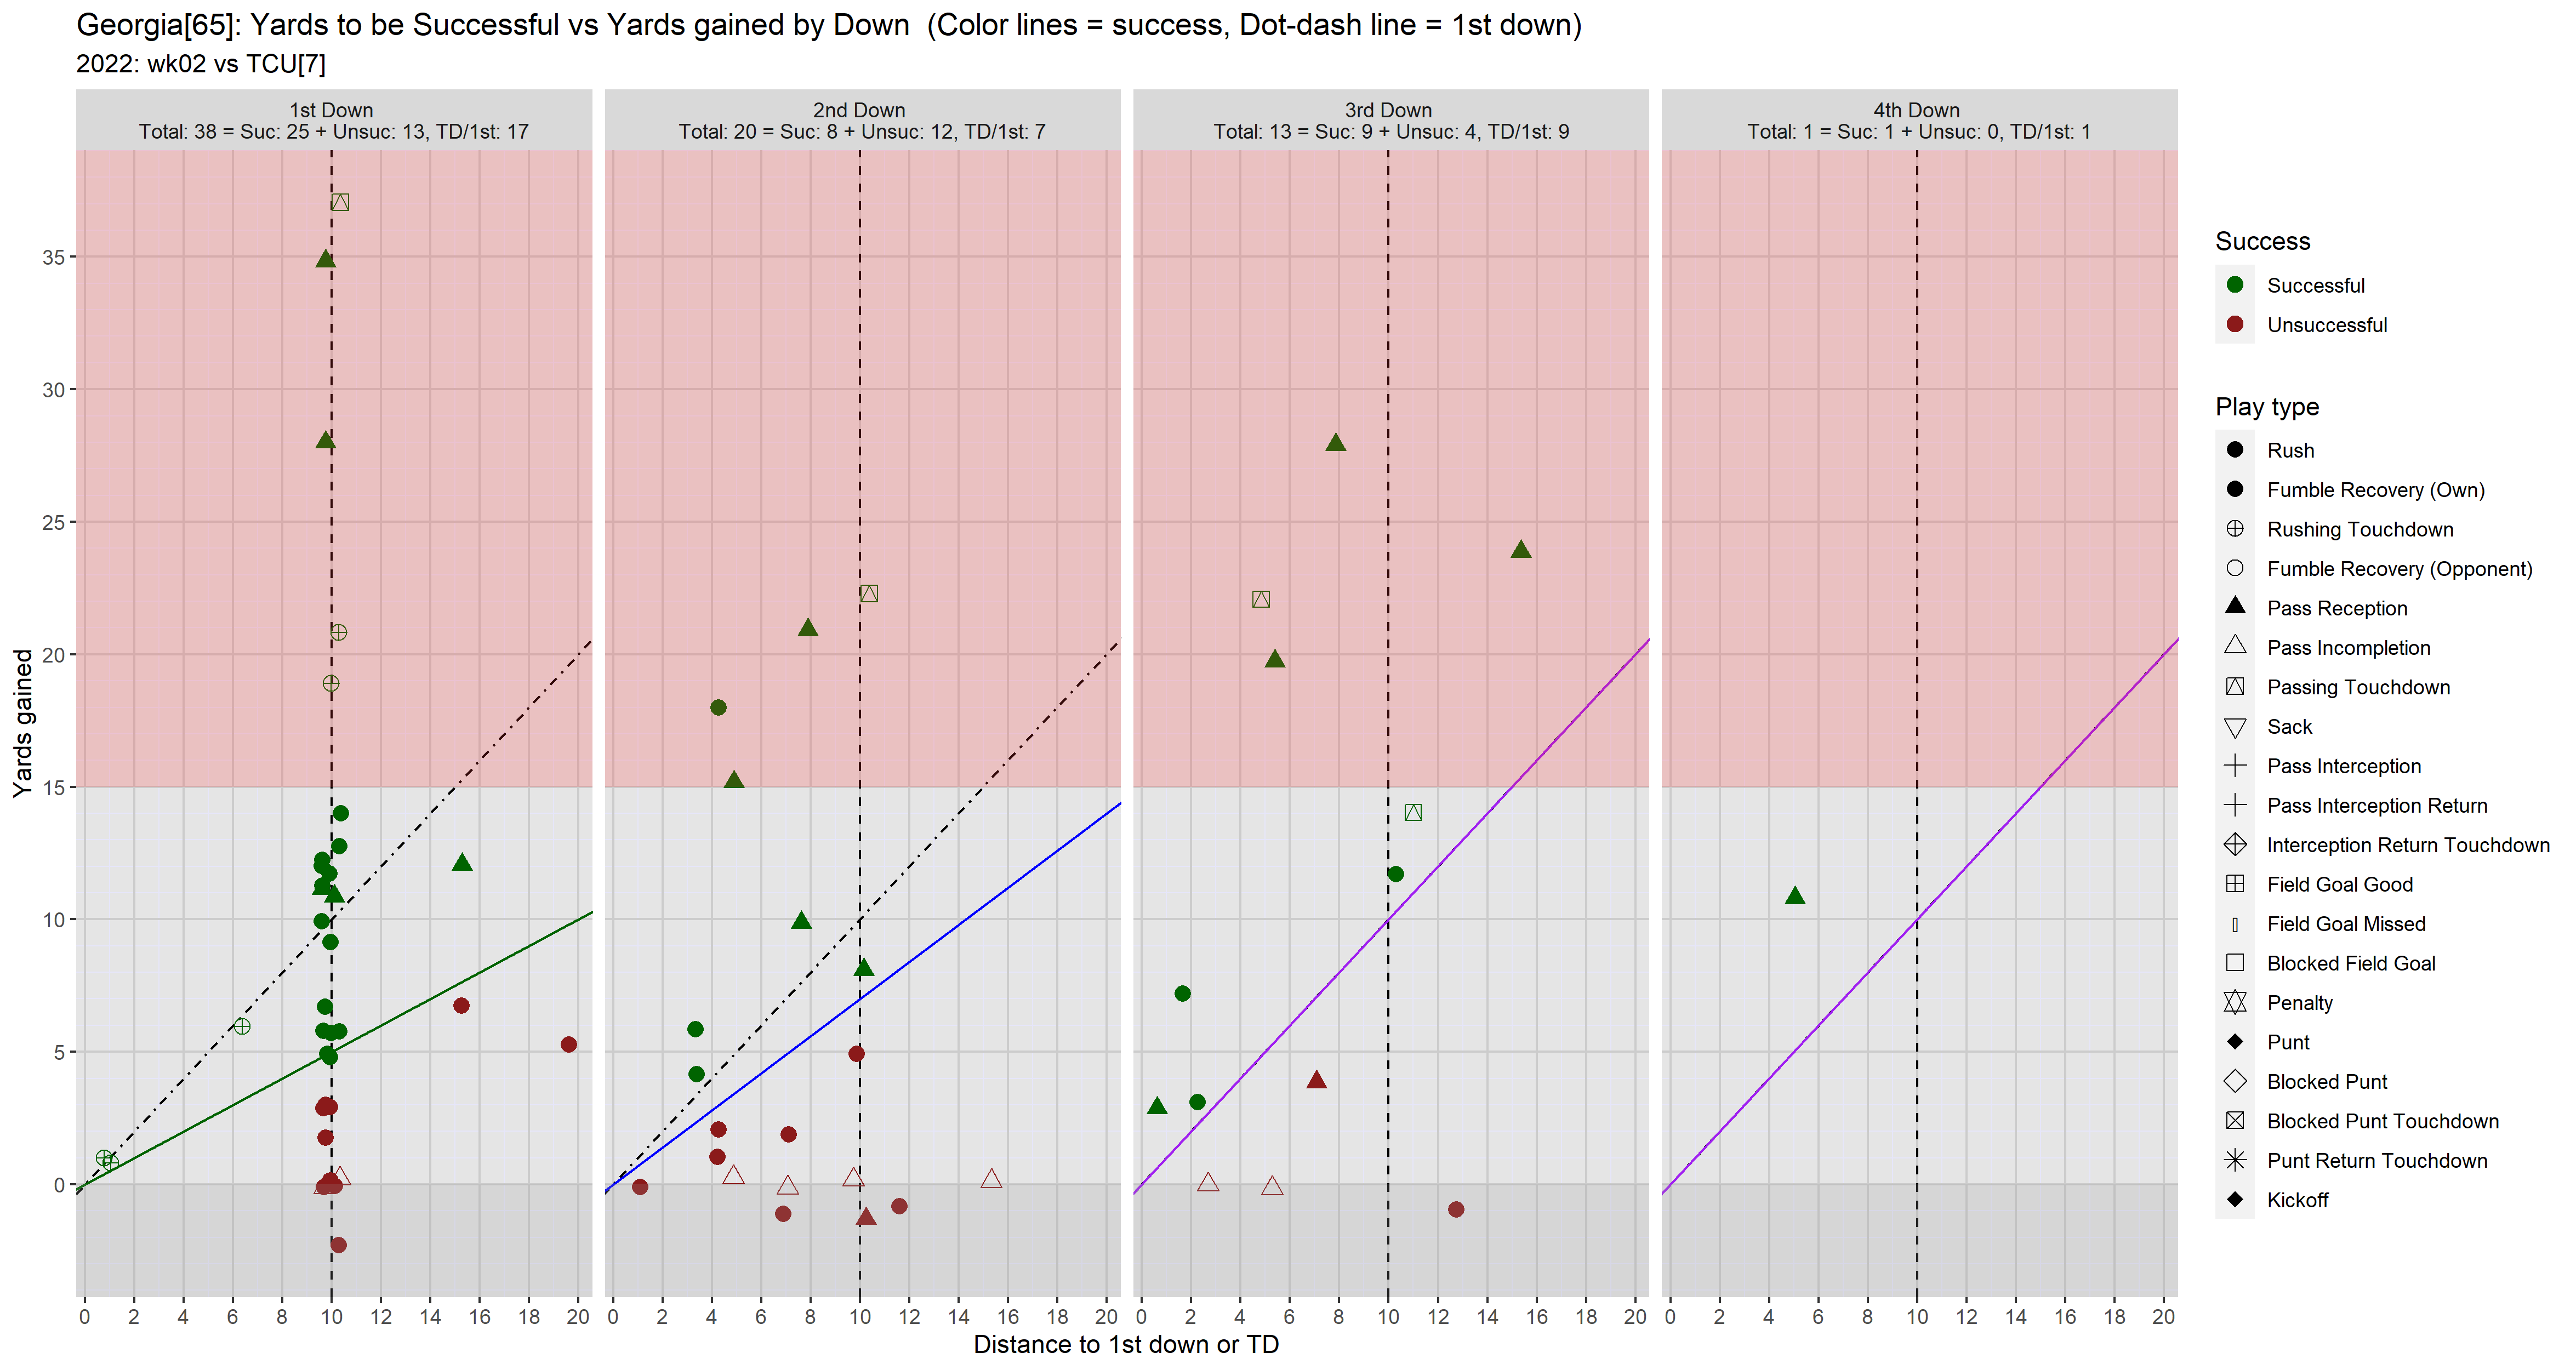 Georgia[65]: Yards to be Successful vs Yards gained by Down  (Color lines = success, Dot-dash line = 1st down)
2022: wk02 vs TCU[7]
1st Down
Total: 38 = Suc: 25 + Unsuc: 13, TD/1st: 17
2nd Down
Total: 20 = Suc: 8 + Unsuc: 12, TD/1st: 7
3rd Down
Total: 13 = Suc: 9 + Unsuc: 4, TD/1st: 9
4th Down
Total: 1 = Suc: 1 + Unsuc: 0, TD/1st: 1
Yards gained
35
30
25
20
15
10
5
0
0 2 4 6 8 10 12 14 16 18 20
0 2 4 6 8 10 12 14 16 18 20
0 2 4 6 8 10 12 14 16 18 20
0 2 4 6 8 10 12 14 16 18 20
Distance to 1st down or TD
Success
Successful
Unsuccessful
Play type
Rush
Fumble Recovery (Own)
Rushing Touchdown
Fumble Recovery (Opponent)
Pass Reception
Pass Incompletion
Passing Touchdown
Sack
Pass Interception
Pass Interception Return
Interception Return Touchdown
Field Goal Good
Field Goal Missed
Blocked Field Goal
Penalty
Punt
Blocked Punt
Blocked Punt Touchdown
Punt Return Touchdown
Kickoff